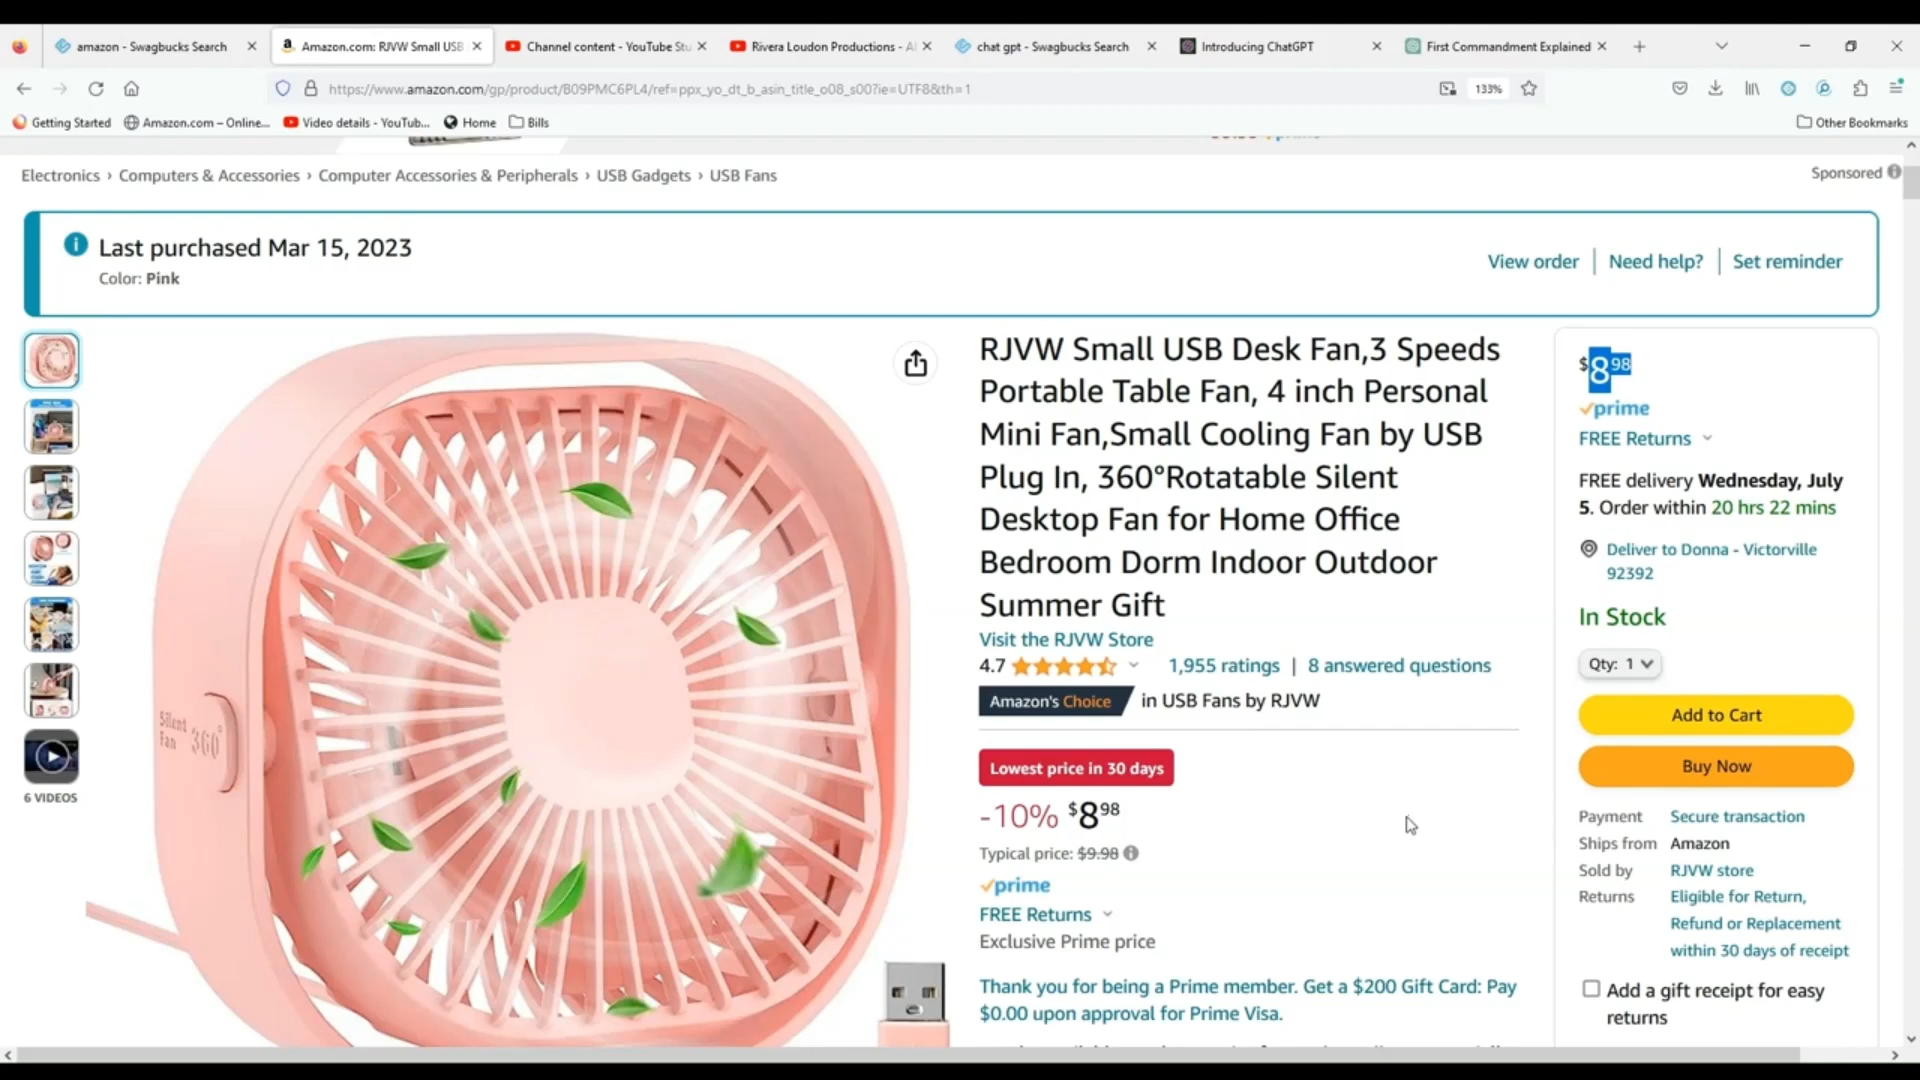 amazon - Swagbucks Search
Amazon.com: RJVW Small USB
Channel content - YouTube Stu
Rivera Loudon Productions - A
chat gpt - Swagbucks Search
Introducing ChatGPT
First Commandment Explained
https://www.amazon.com/gp/product/B09PMC6PL4/ref=ppx_yo_dt_b_asin_title_o08_s00?ie=UTF8&th=1
133%
Getting Started
Amazon.com – Online...
Video details - YouTub...
Home
Bills
Other Bookmarks
Electronics › Computers & Accessories › Computer Accessories & Peripherals › USB Gadgets › USB Fans
Sponsored
Last purchased Mar 15, 2023
Color: Pink
View order | Need help? | Set reminder
6 VIDEOS
Silent
Fan 360°
RJVW Small USB Desk Fan,3 Speeds
Portable Table Fan, 4 inch Personal
Mini Fan,Small Cooling Fan by USB
Plug In, 360°Rotatable Silent
Desktop Fan for Home Office
Bedroom Dorm Indoor Outdoor
Summer Gift
Visit the RJVW Store
4.7
1,955 ratings | 8 answered questions
Amazon's Choice in USB Fans by RJVW
Lowest price in 30 days
-10% $8 98
Typical price: $9.98
prime
FREE Returns
Exclusive Prime price
Thank you for being a Prime member. Get a $200 Gift Card: Pay
$0.00 upon approval for Prime Visa.
$8 98
prime
FREE Returns
FREE delivery Wednesday, July
5. Order within 20 hrs 22 mins
Deliver to Donna - Victorville
92392
In Stock
Qty: 1
Add to Cart
Buy Now
Payment Secure transaction
Ships from Amazon
Sold by RJVW store
Returns Eligible for Return,
Refund or Replacement
within 30 days of receipt
Add a gift receipt for easy
returns